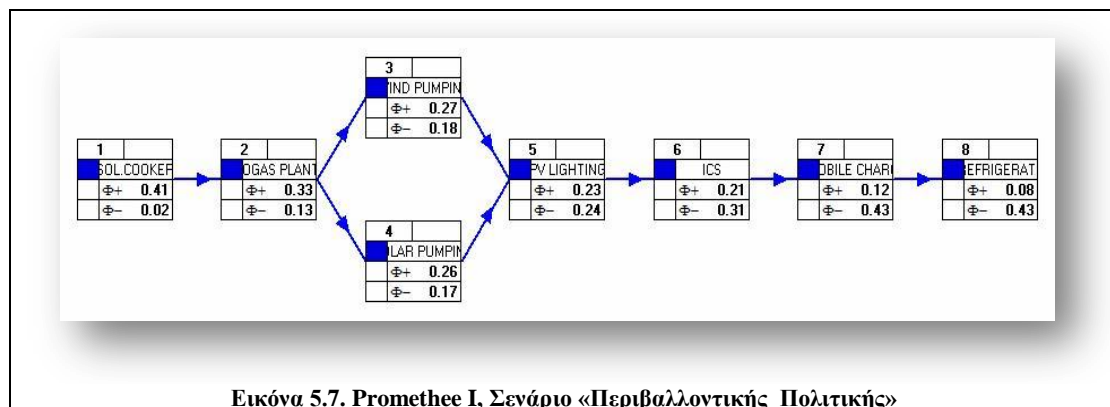 3
IND PUMPIN
Φ+ 0.27
Φ− 0.18
1
SOL.COOKER
Φ+ 0.41
Φ− 0.02
2
OGAS PLANT
Φ+ 0.33
Φ− 0.13
4
LAR PUMPIN
Φ+ 0.26
Φ− 0.17
5
PV LIGHTING
Φ+ 0.23
Φ− 0.24
6
ICS
Φ+ 0.21
Φ− 0.31
7
OBILE CHAR
Φ+ 0.12
Φ− 0.43
8
EFRIGERAT
Φ+ 0.08
Φ− 0.43
Εικόνα 5.7. Promethee I, Σενάριο «Περιβαλλοντικής Πολιτικής»